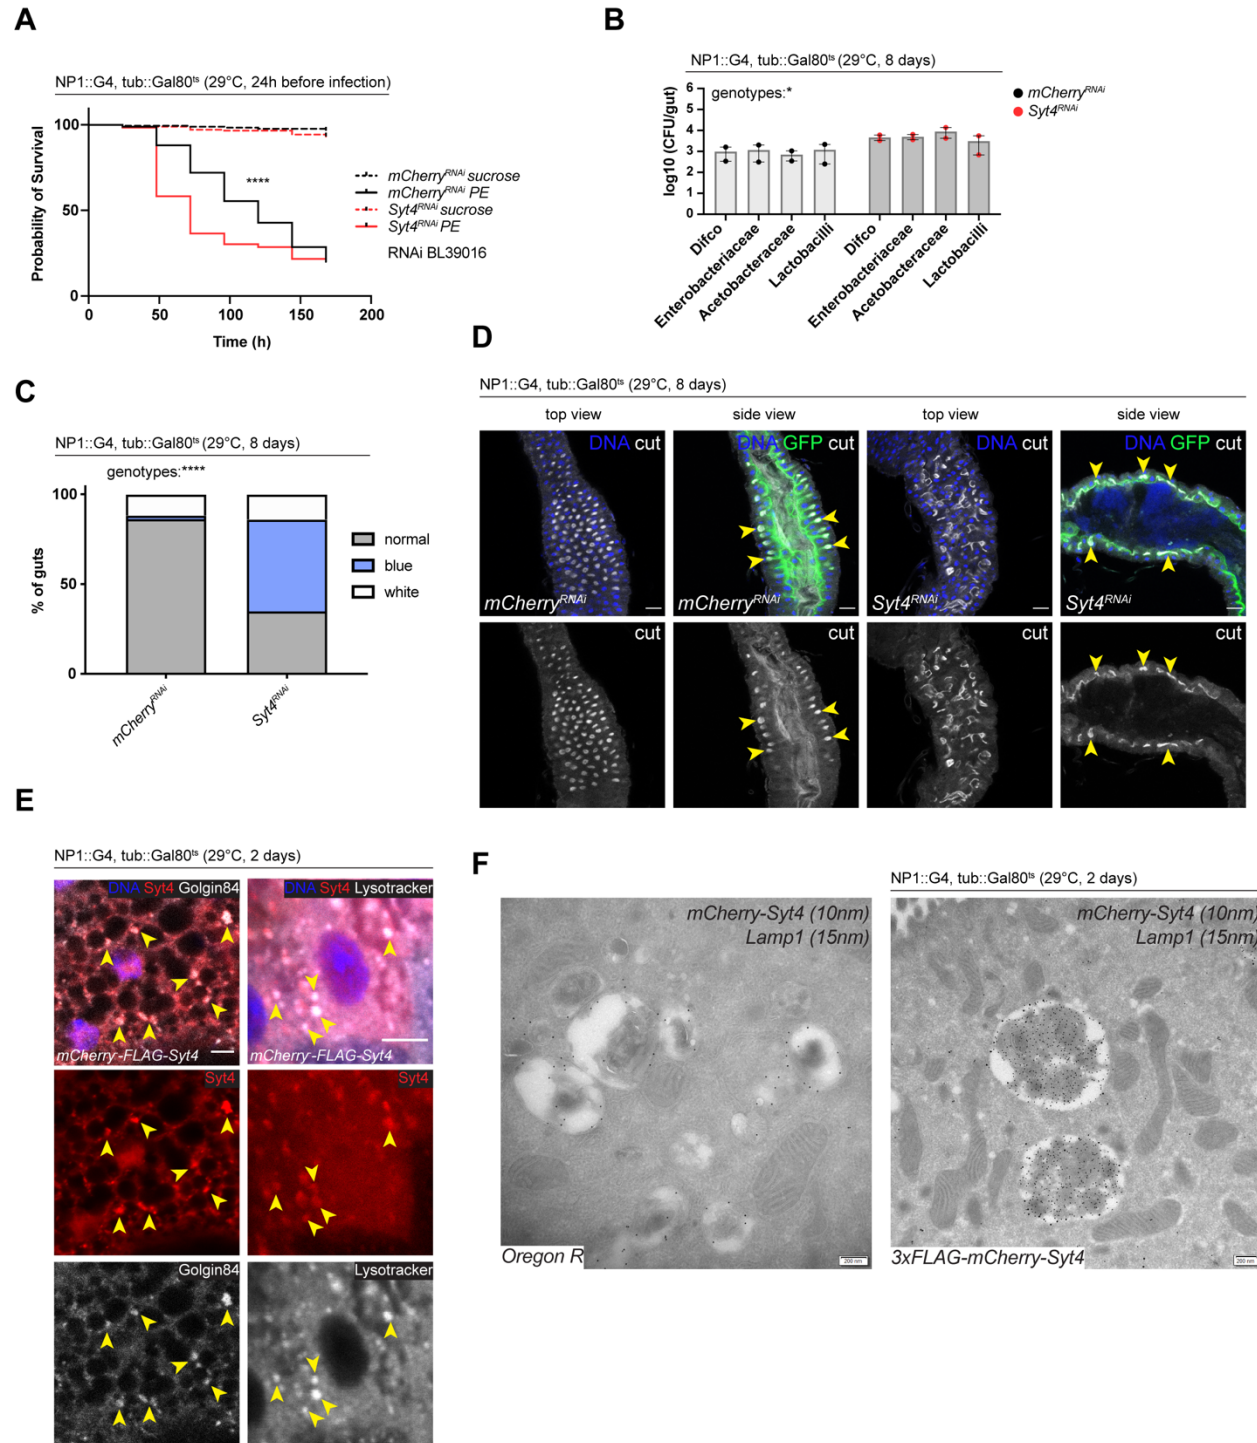 A
NP1::G4, tub::Gal80ts (29°C, 24h before infection)
Probability of Survival
100
50
0
0 50 100 150 200
Time (h)
****
mCherryRNAi sucrose
mCherryRNAi PE
Syt4RNAi sucrose
Syt4RNAi PE
RNAi BL39016
B
NP1::G4, tub::Gal80ts (29°C, 8 days)
genotypes:*
mCherryRNAi
Syt4RNAi
log10 (CFU/gut)
6
5
4
3
2
1
0
Difco
Enterobacteriaceae
Acetobacteraceae
Lactobacilli
Difco
Enterobacteriaceae
Acetobacteraceae
Lactobacilli
C
NP1::G4, tub::Gal80ts (29°C, 8 days)
genotypes:****
% of guts
100
50
0
normal
blue
white
mCherryRNAi
Syt4RNAi
D
NP1::G4, tub::Gal80ts (29°C, 8 days)
top view side view top view side view
DNA cut
DNA GFP cut
DNA cut
DNA GFP cut
mCherryRNAi
mCherryRNAi
Syt4RNAi
Syt4RNAi
cut
cut
cut
cut
E
NP1::G4, tub::Gal80ts (29°C, 2 days)
DNA Syt4 Golgin84
DNA Syt4 Lysotracker
mCherry-FLAG-Syt4
mCherry-FLAG-Syt4
Syt4
Syt4
Golgin84
Lysotracker
F
mCherry-Syt4 (10nm)
Lamp1 (15nm)
Oregon R
200 nm
NP1::G4, tub::Gal80ts (29°C, 2 days)
mCherry-Syt4 (10nm)
Lamp1 (15nm)
3xFLAG-mCherry-Syt4
200 nm